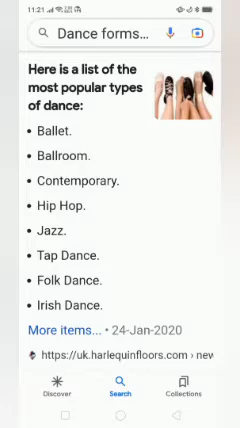 11:21
Dance forms...
Here is a list of the
most popular types
of dance:
• Ballet.
• Ballroom.
• Contemporary.
• Hip Hop.
• Jazz.
• Tap Dance.
• Folk Dance.
• Irish Dance.
More items... • 24-Jan-2020
https://uk.harlequinfloors.com › new
Discover
Search
Collections